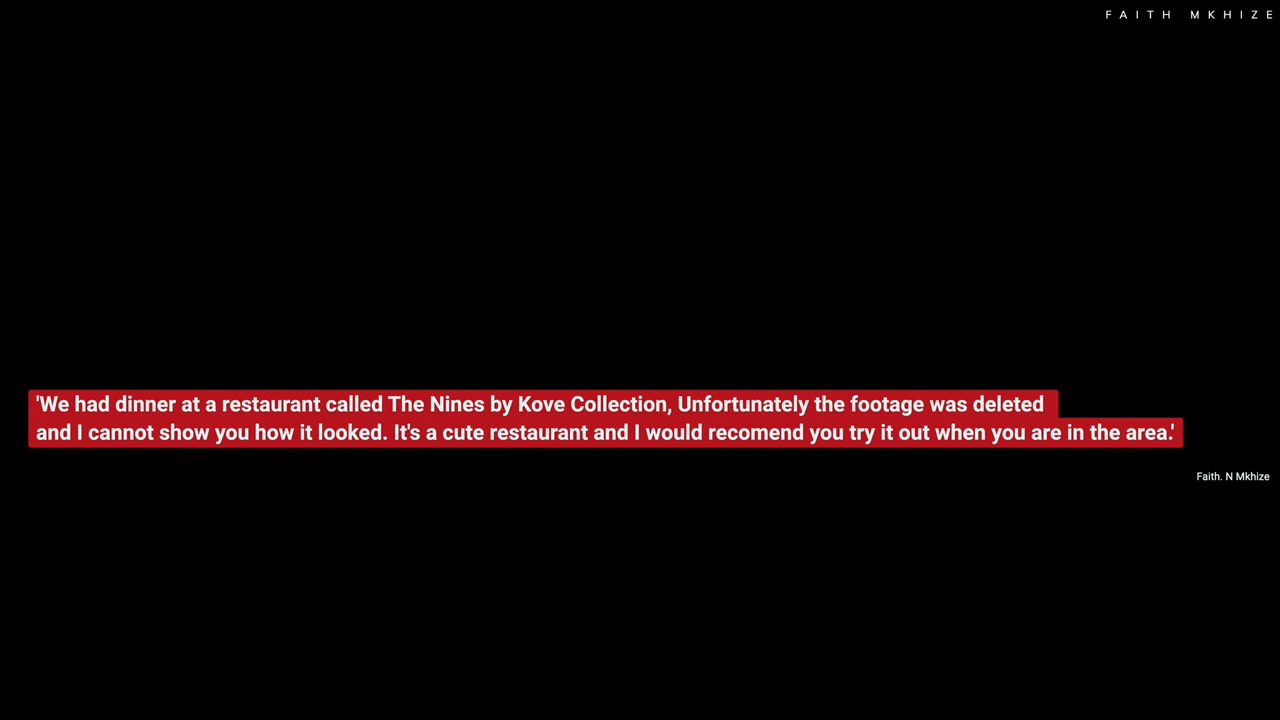 FAITH MKHIZE
'We had dinner at a restaurant called The Nines by Kove Collection, Unfortunately the footage was deleted
and I cannot show you how it looked. It's a cute restaurant and I would recomend you try it out when you are in the area.'
Faith. N Mkhize